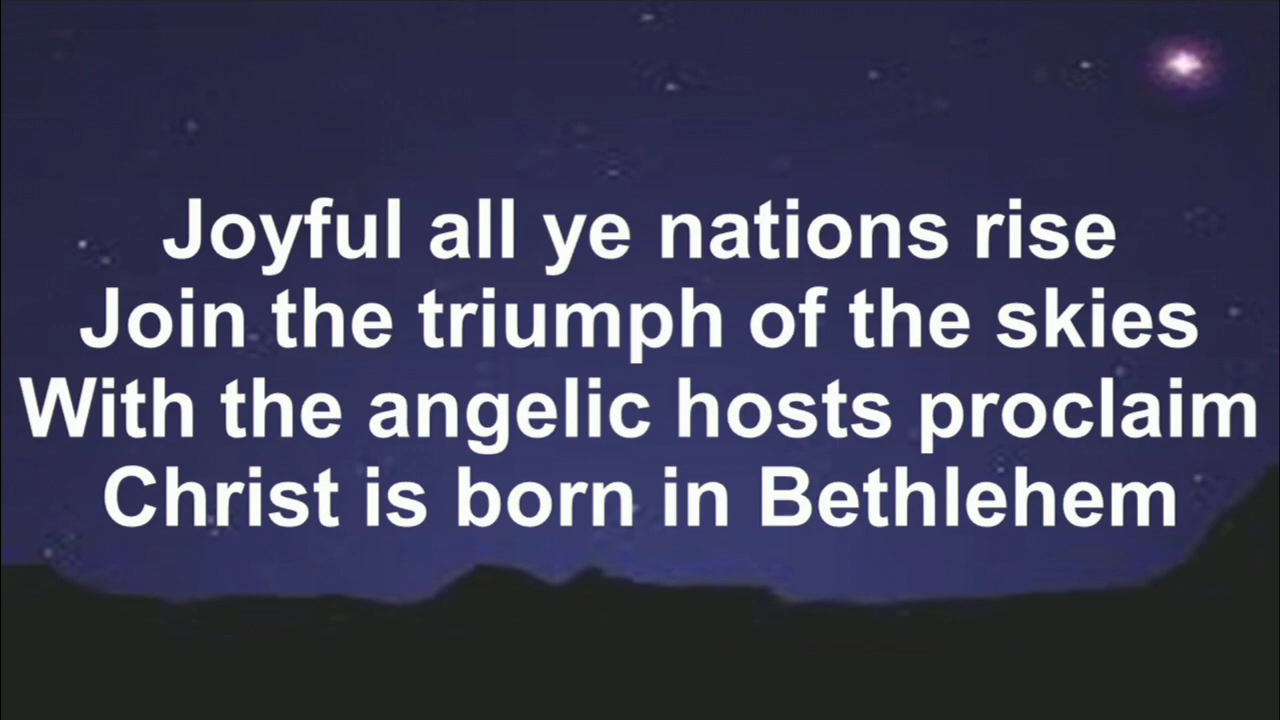 Joyful all ye nations rise
Join the triumph of the skies
With the angelic hosts proclaim
Christ is born in Bethlehem